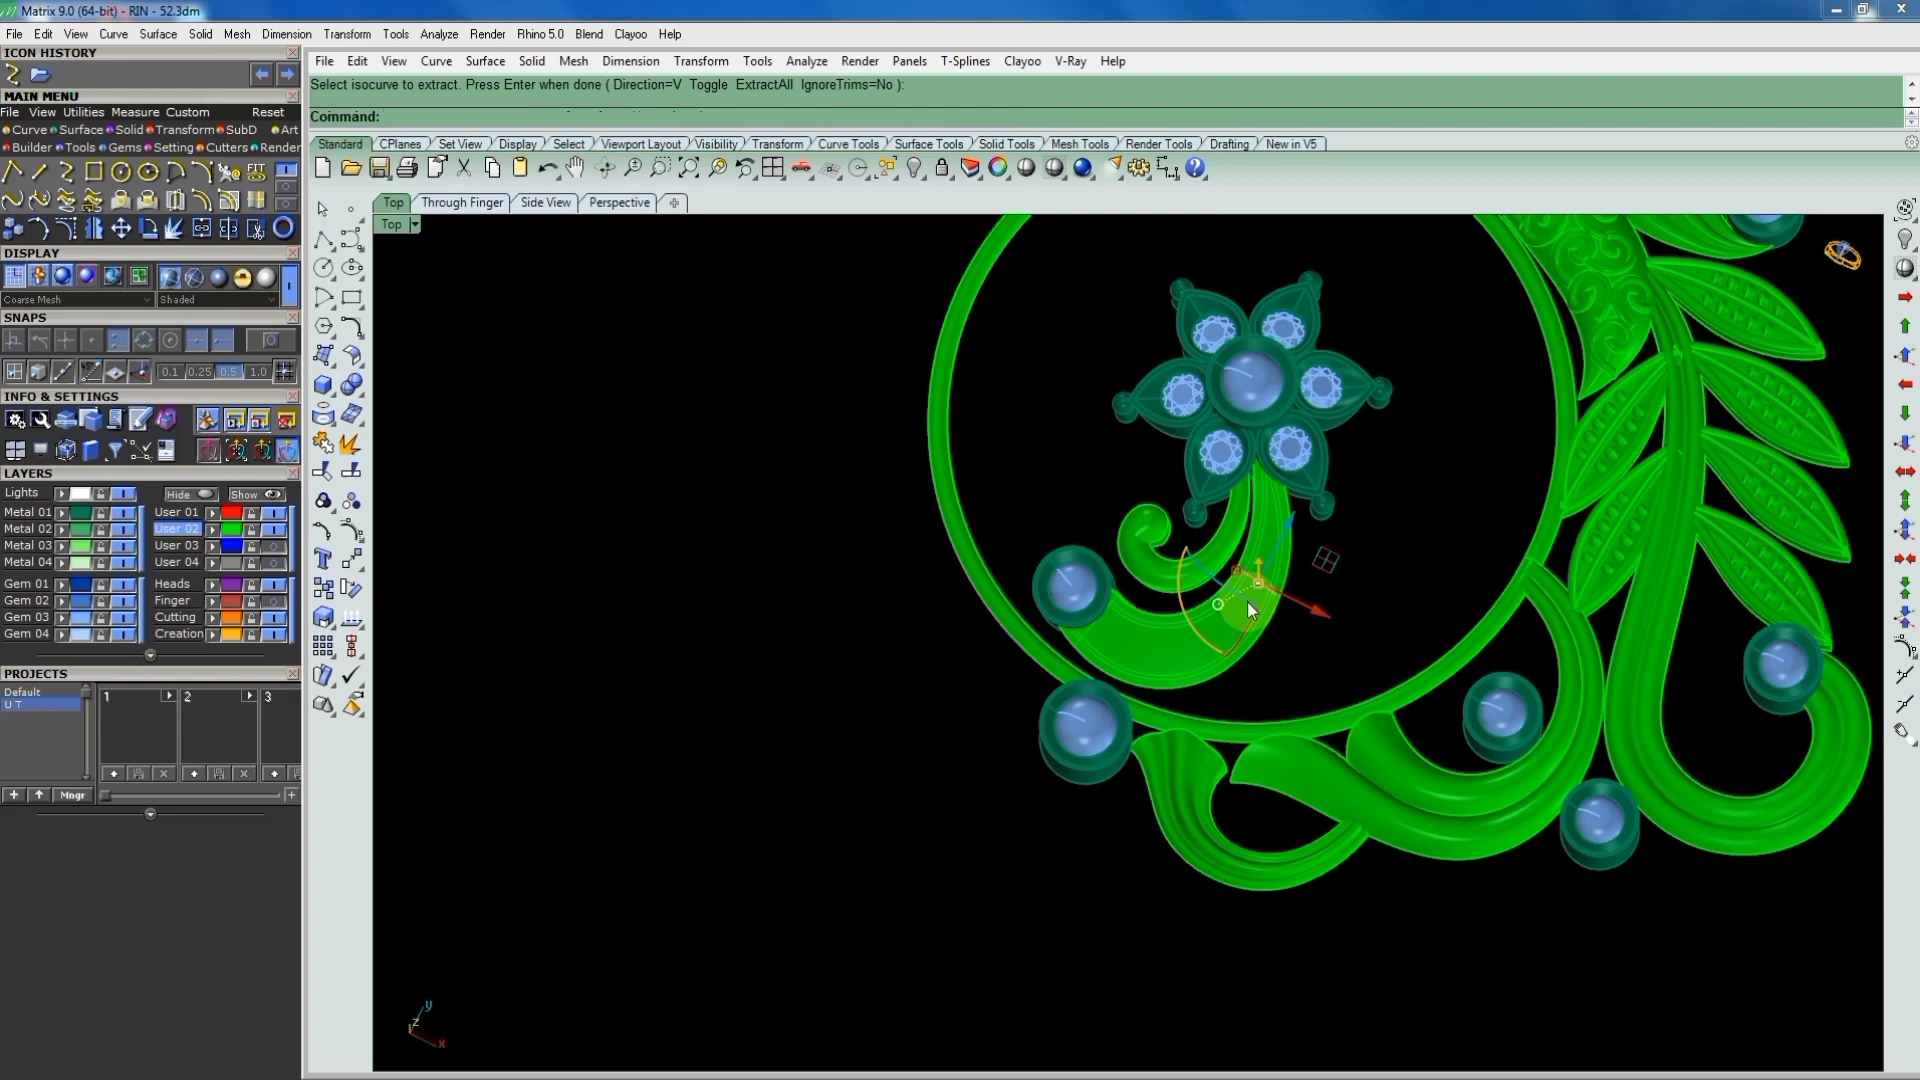 Matrix 9.0 (64-bit) - RIN - 52.3dm
File Edit View Curve Surface Solid Mesh Dimension Transform Tools Analyze Render Rhino 5.0 Blend Clayoo Help
ICON HISTORY
MAIN MENU
File View Utilities Measure Custom Reset
Curve Surface Solid Transform SubD Art
Builder Tools Gems Setting Cutters Render
FIT
DISPLAY
Coarse Mesh Shaded
SNAPS
0.1 0.25 0.5 1.0
INFO & SETTINGS
LAYERS
Lights Hide Show
Metal 01 User 01
Metal 02 User 02
Metal 03 User 03
Metal 04 User 04
Gem 01 Heads
Gem 02 Finger
Gem 03 Cutting
Gem 04 Creation
PROJECTS
Default
U T
1 2 3
Mngr
File Edit View Curve Surface Solid Mesh Dimension Transform Tools Analyze Render Panels T-Splines Clayoo V-Ray Help
Select isocurve to extract. Press Enter when done ( Direction=V Toggle ExtractAll IgnoreTrims=No ):
Command:
Standard CPlanes Set View Display Select Viewport Layout Visibility Transform Curve Tools Surface Tools Solid Tools Mesh Tools Render Tools Drafting New in V5
Top Through Finger Side View Perspective
Top
y
z
x